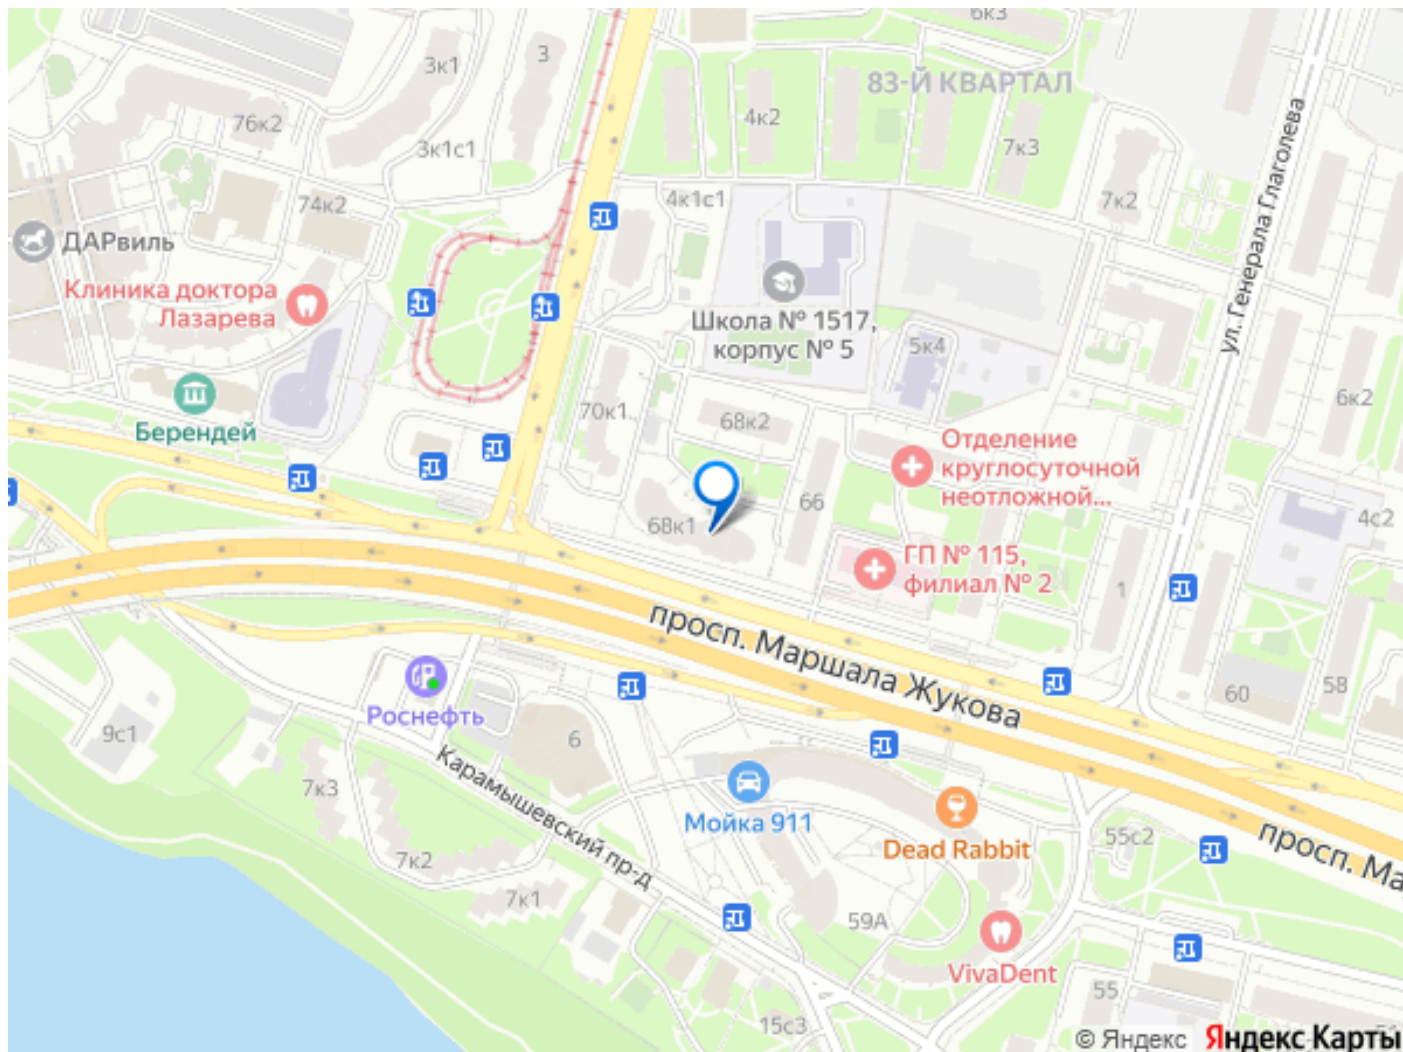 6к3
3
3к1
83-Й КВАРТАЛ
76к2
4к2
3к1с1
7к3
ул. Генерала Глаголева
74к2
4к1с1
7к2
ДАРвиль
Клиника доктора
Лазарева
Школа № 1517,
корпус № 5
5к4
6к2
70к1
68к2
Берендей
Отделение
круглосуточной
неотложной...
66
68к1
4с2
ГП № 115,
филиал № 2
1
просп. Маршала Жукова
60
58
Роснефть
9с1
6
7к3
Карамышевский пр-д
Мойка 911
Dead Rabbit
55с2
просп. Ма
7к2
7к1
59А
VivaDent
55
15с3
© Яндекс Яндекс Карты